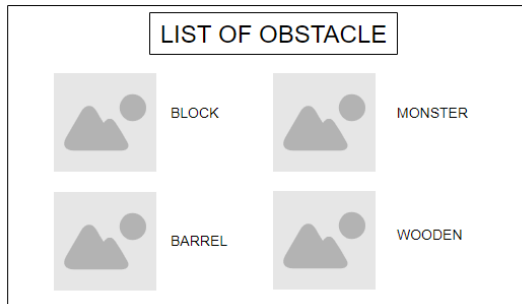 LIST OF OBSTACLE
BLOCK
MONSTER
BARREL
WOODEN